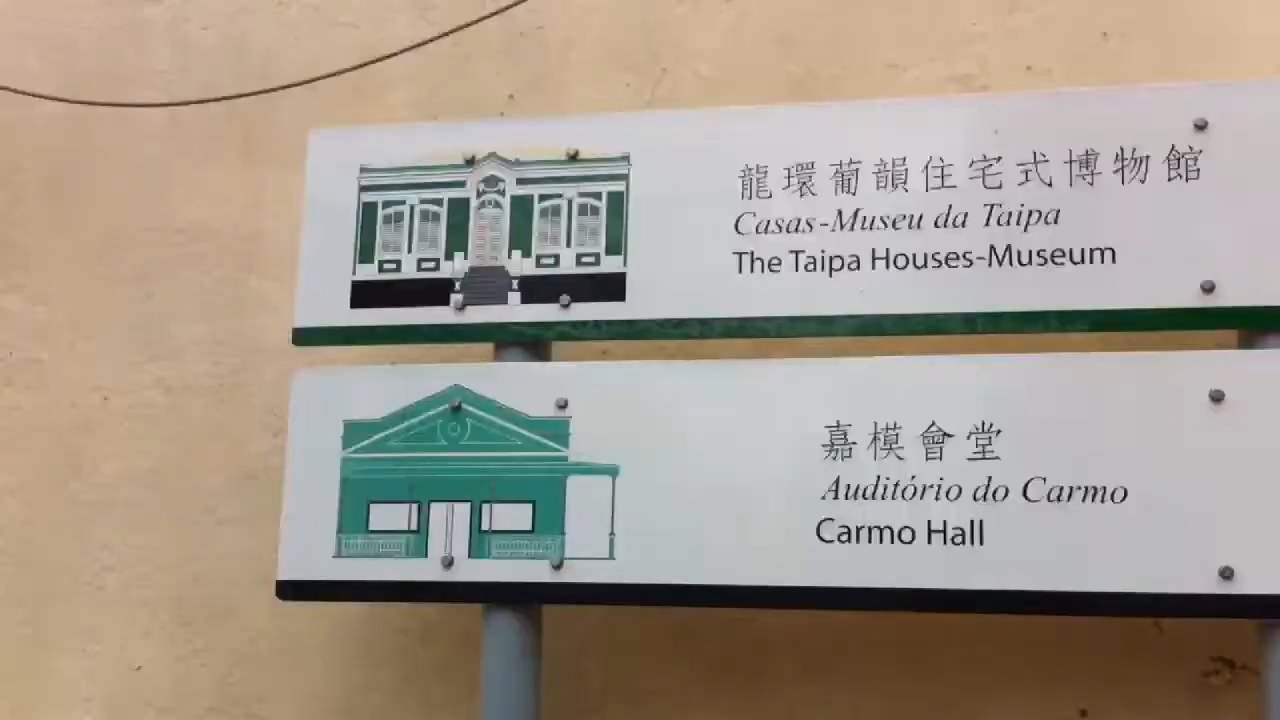 龍環葡韻住宅式博物館
Casas-Museu da Taipa
The Taipa Houses-Museum
嘉模會堂
Auditório do Carmo
Carmo Hall